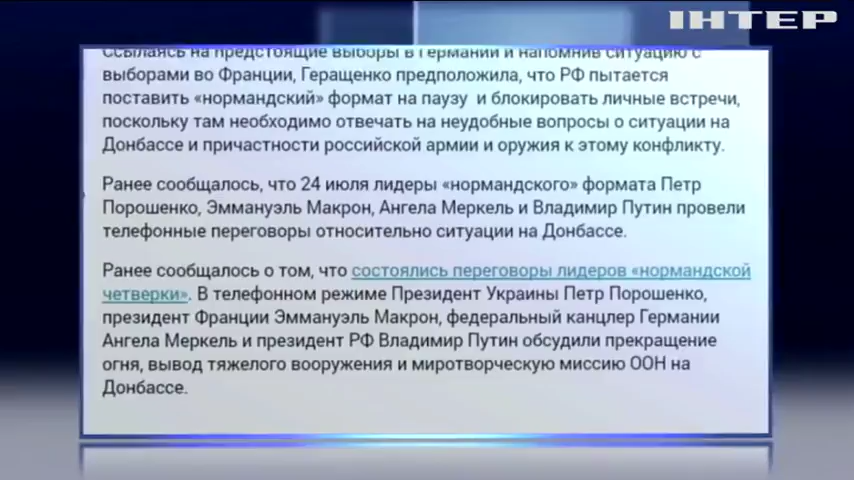 ІНТЕР
Ссылаясь на предстоящие выборы в Германии и напомнив ситуацию с
выборами во Франции, Геращенко предположила, что РФ пытается
поставить «нормандский» формат на паузу и блокировать личные встречи,
поскольку там необходимо отвечать на неудобные вопросы о ситуации на
Донбассе и причастности российской армии и оружия к этому конфликту.
Ранее сообщалось, что 24 июля лидеры «нормандского» формата Петр
Порошенко, Эммануэль Макрон, Ангела Меркель и Владимир Путин провели
телефонные переговоры относительно ситуации на Донбассе.
Ранее сообщалось о том, что состоялись переговоры лидеров «нормандской
четверки». В телефонном режиме Президент Украины Петр Порошенко,
президент Франции Эммануэль Макрон, федеральный канцлер Германии
Ангела Меркель и президент РФ Владимир Путин обсудили прекращение
огня, вывод тяжелого вооружения и миротворческую миссию ООН на
Донбассе.